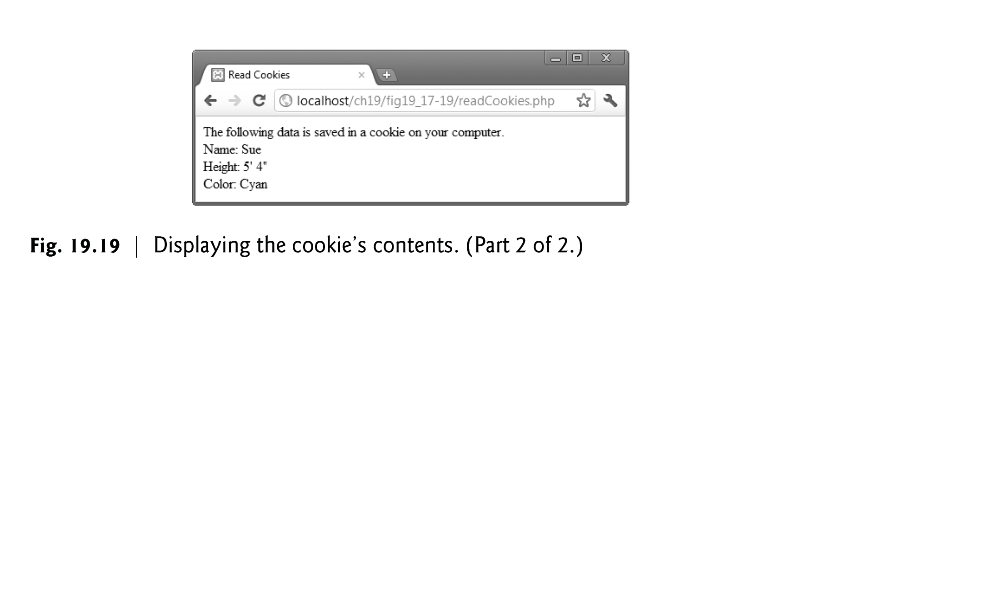 Read Cookies
localhost/ch19/fig19_17-19/readCookies.php
The following data is saved in a cookie on your computer.
Name: Sue
Height: 5' 4"
Color: Cyan
Fig. 19.19 | Displaying the cookie’s contents. (Part 2 of 2.)